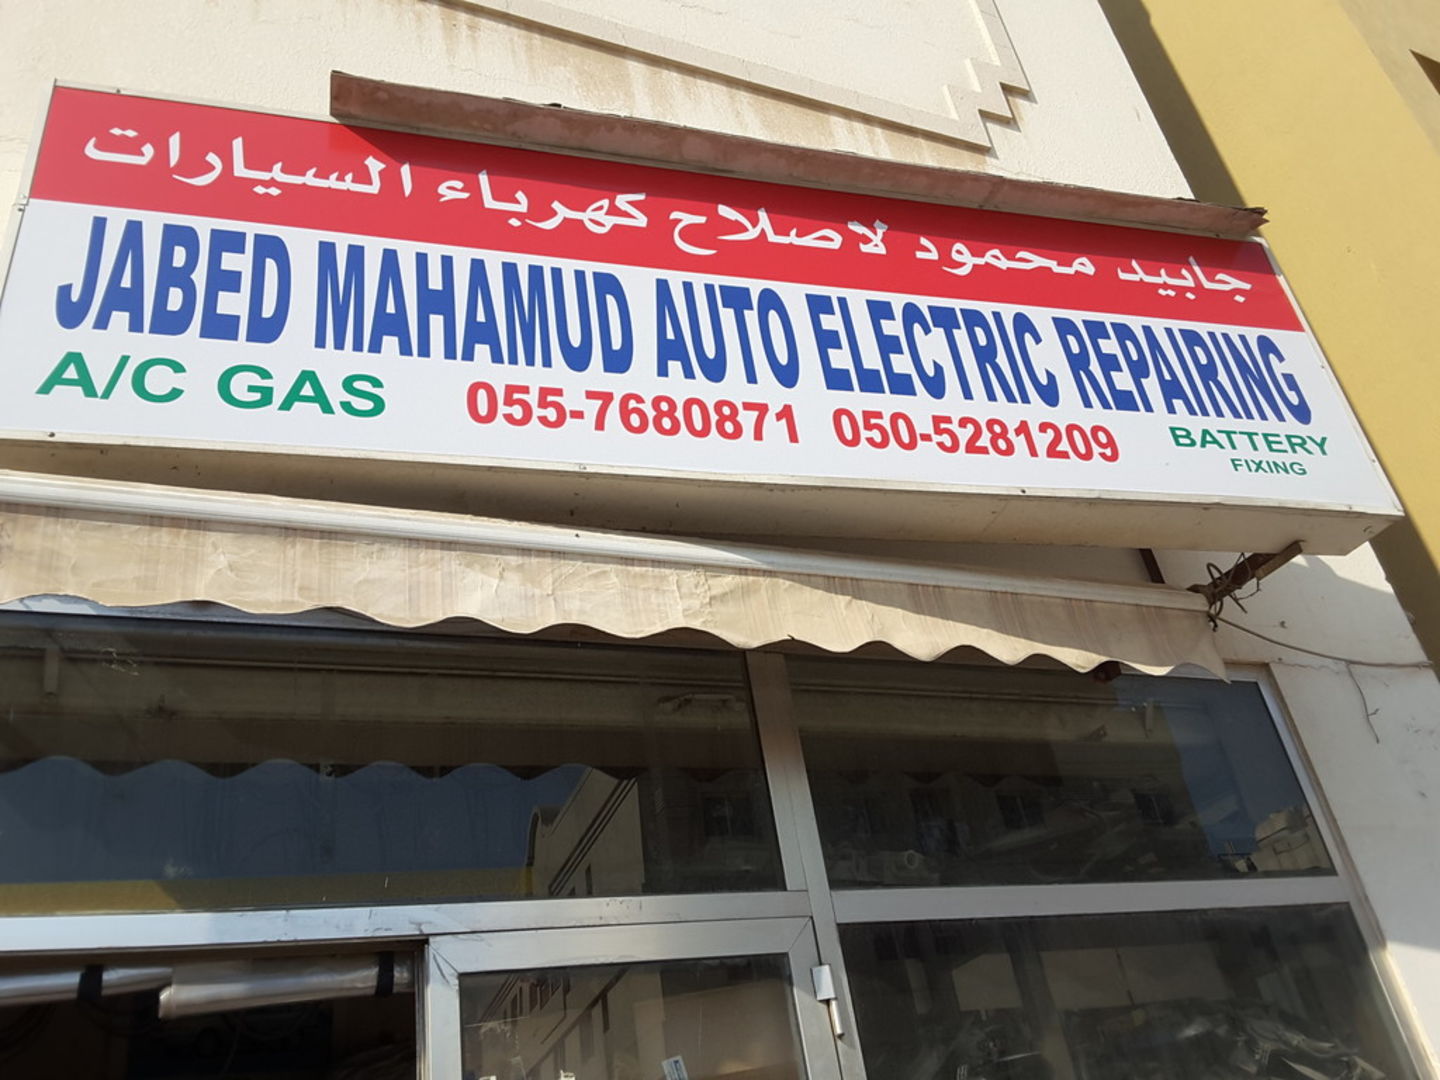 جابيد محمود لاصلاح كهرباء السيارات
JABED MAHAMUD AUTO ELECTRIC REPAIRING
A/C GAS 055-7680871 050-5281209 BATTERY
FIXING